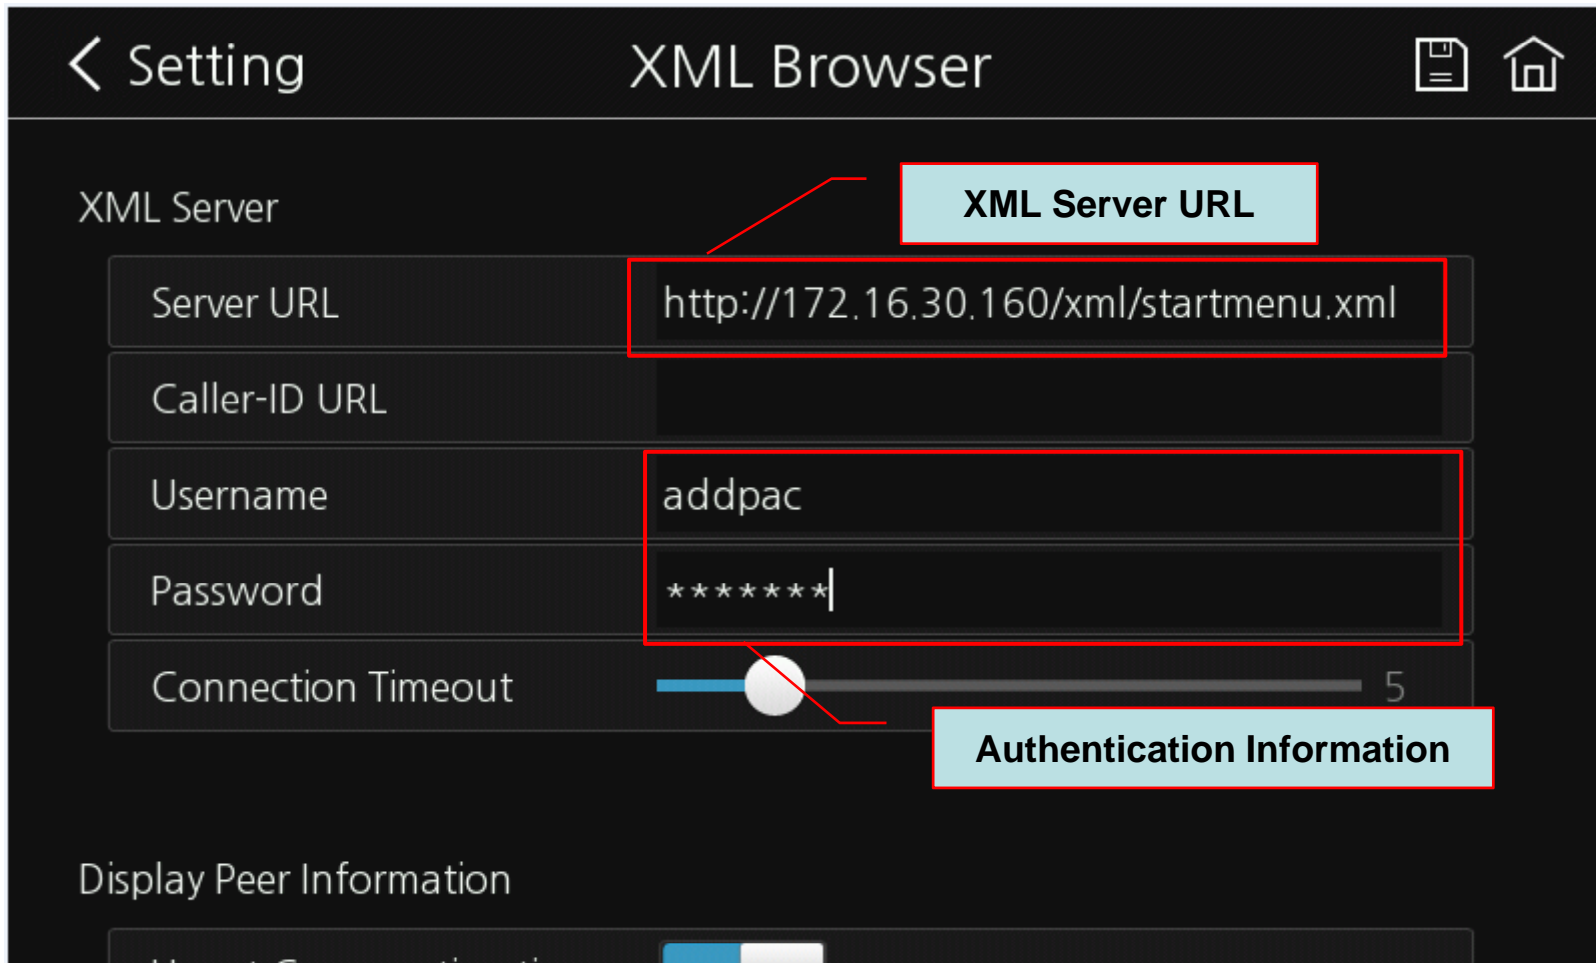 Setting XML Browser
XML Server
XML Server URL
Server URL http://172.16.30.160/xml/startmenu.xml
Caller-ID URL
Username addpac
Password *******
Connection Timeout 5
Authentication Information
Display Peer Information